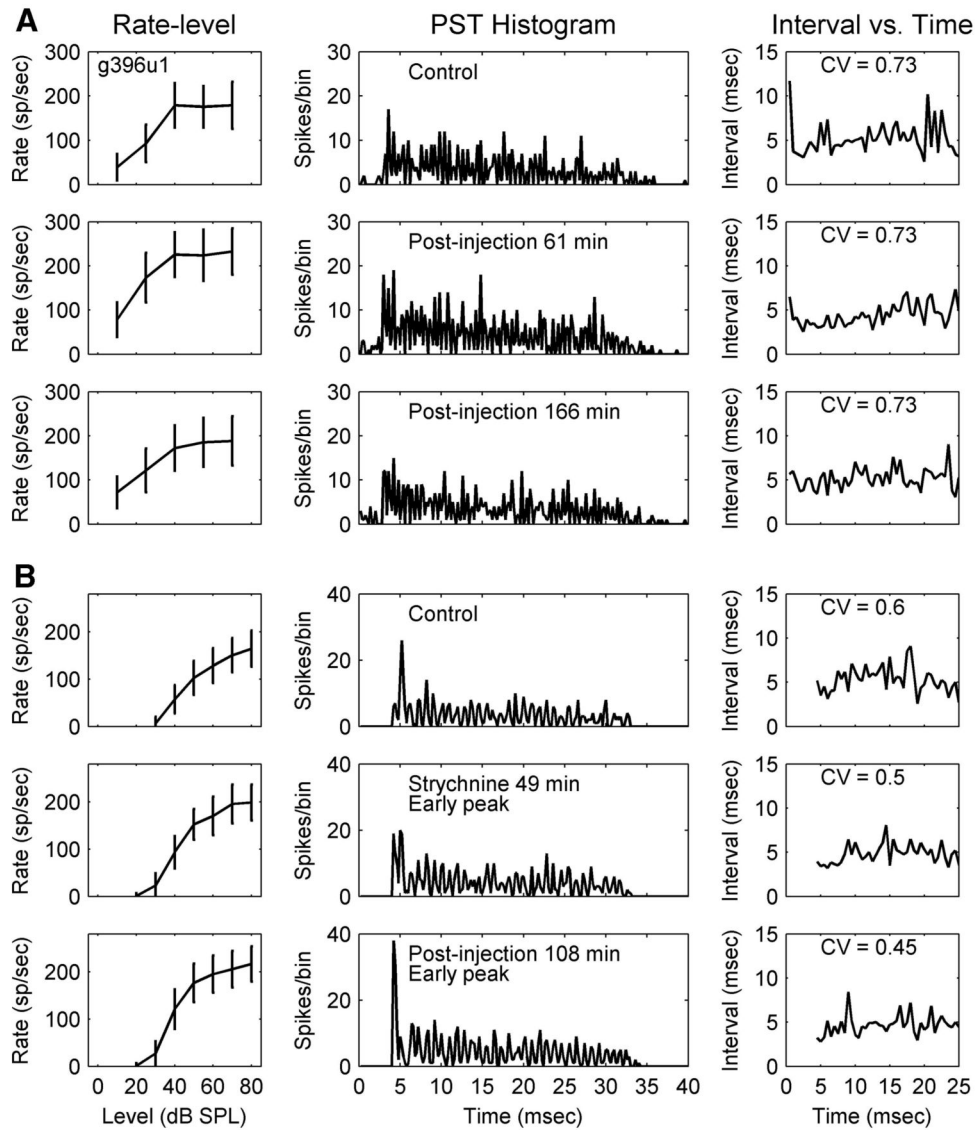 A
Rate-level
PST Histogram
Interval vs. Time
300
200
100
0
Rate (sp/sec)
g396u1
30
20
10
0
Spikes/bin
Control
15
10
5
0
Interval (msec)
CV = 0.73
300
200
100
0
Rate (sp/sec)
30
20
10
0
Spikes/bin
Post-injection 61 min
15
10
5
0
Interval (msec)
CV = 0.73
300
200
100
0
Rate (sp/sec)
30
20
10
0
Spikes/bin
Post-injection 166 min
15
10
5
0
Interval (msec)
CV = 0.73
0 5 10 15 20 25
B
200
100
0
Rate (sp/sec)
40
20
0
Spikes/bin
Control
15
10
5
0
Interval (msec)
CV = 0.6
200
100
0
Rate (sp/sec)
40
20
0
Spikes/bin
Strychnine 49 min
Early peak
15
10
5
0
Interval (msec)
CV = 0.5
200
100
0
Rate (sp/sec)
40
20
0
Spikes/bin
Post-injection 108 min
Early peak
15
10
5
0
Interval (msec)
CV = 0.45
0 20 40 60 80
Level (dB SPL)
0 5 10 15 20 25 30 35 40
Time (msec)
5 10 15 20 25
Time (msec)